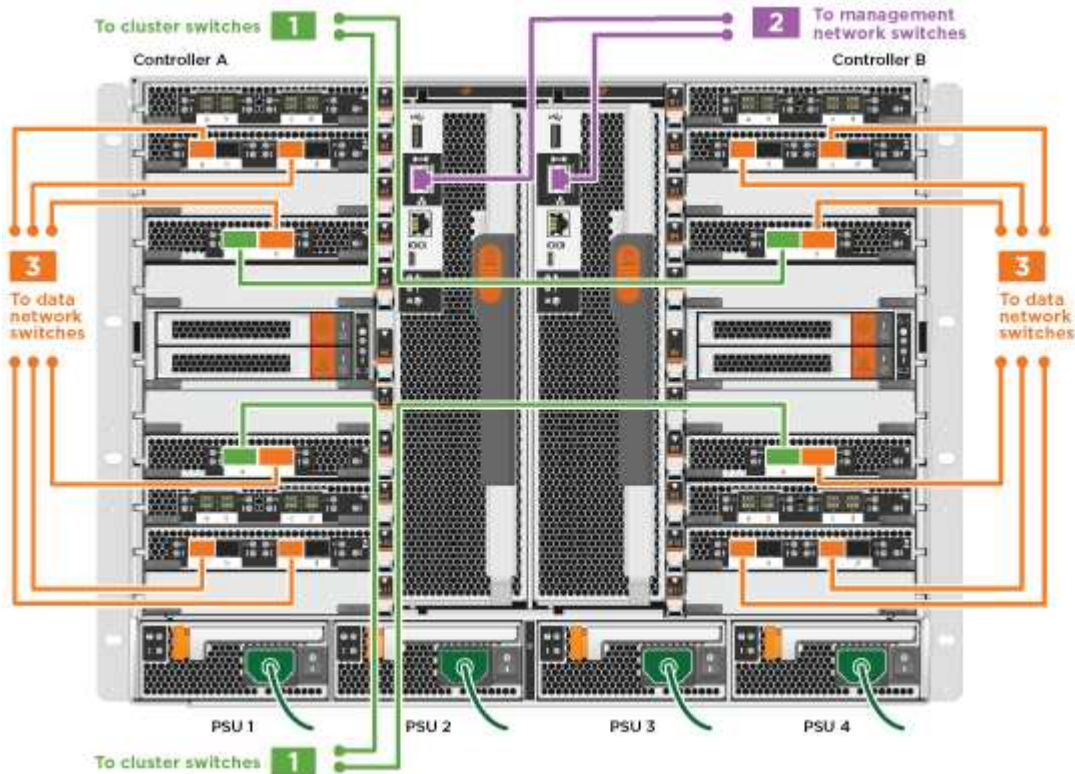 To cluster switches 1
2 To management
network switches
Controller A
Controller B
3
To data
network
switches
3
To data
network
switches
PSU 1
PSU 2
PSU 3
PSU 4
To cluster switches 1